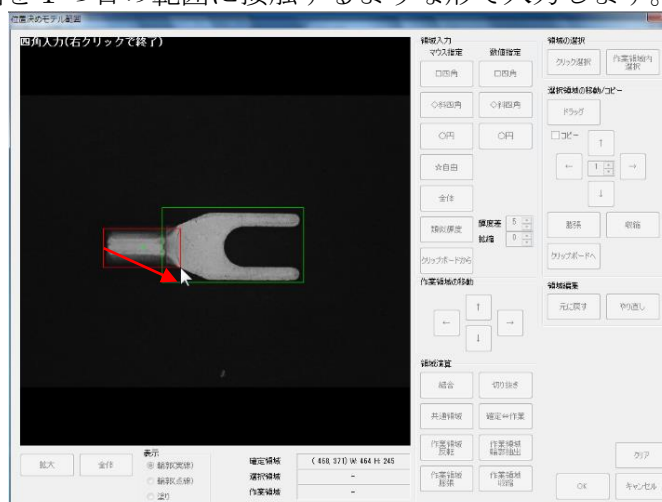 位置決めモデル範囲
四角入力(右クリックで終了)
領域入力
マウス指定 数値指定
□四角 □四角
◇斜四角 ◇斜四角
○円 ○円
☆自由
全体
類似濃度 濃度差 5
拡縮 0
クリップボードから
作業領域の移動
↑
← →
↓
領域演算
結合 切り抜き
共通領域 確定⇔作業
作業領域反転 作業領域輪郭抽出
作業領域膨張 作業領域収縮
領域の選択
クリック選択 作業領域内選択
選択領域の移動/コピー
ドラッグ
コピー
↑
← 1 →
↓
膨張 収縮
クリップボードへ
領域編集
元に戻す やり直し
クリア
OK キャンセル
拡大 全体
表示
輪郭(実線)
輪郭(点線)
塗り
確定領域 ( 468, 371) W: 464 H: 245
選択領域 -
作業領域 -